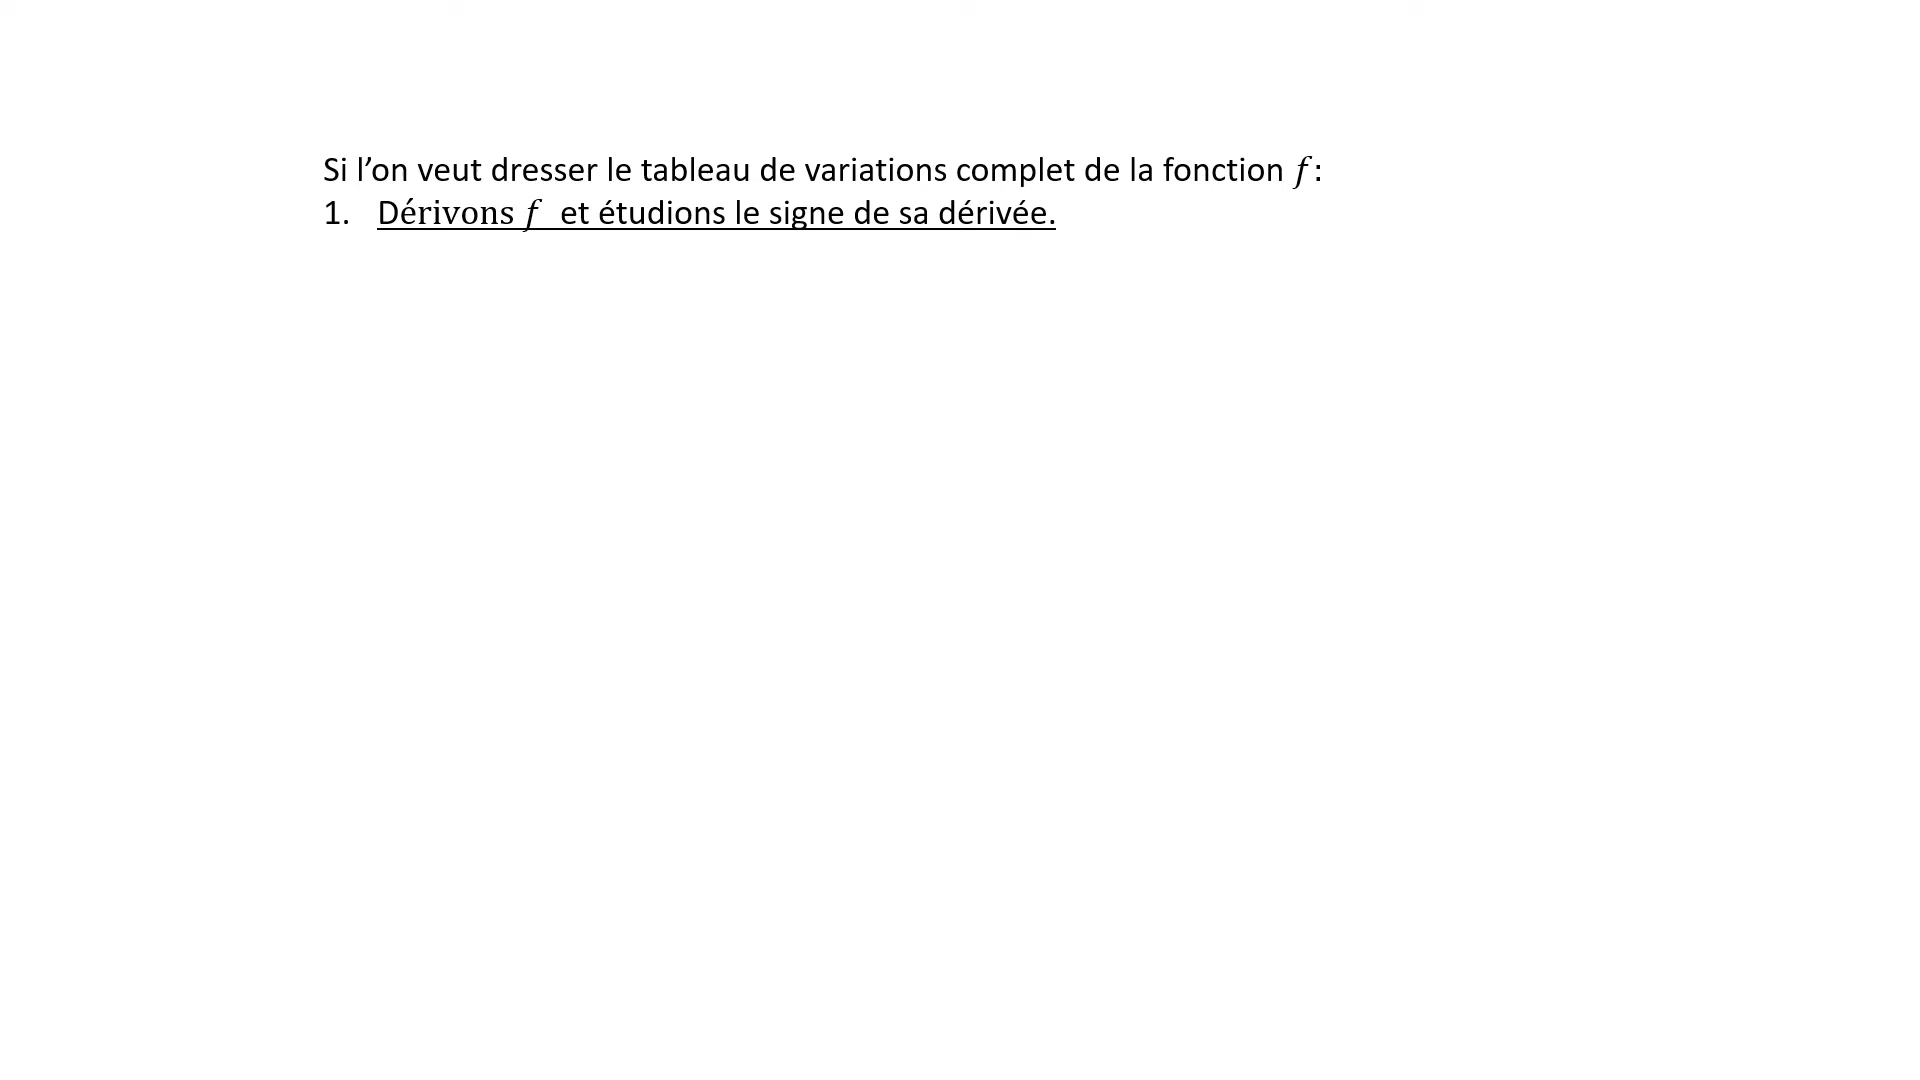 Si l’on veut dresser le tableau de variations complet de la fonction f:
1. Dérivons f et étudions le signe de sa dérivée.